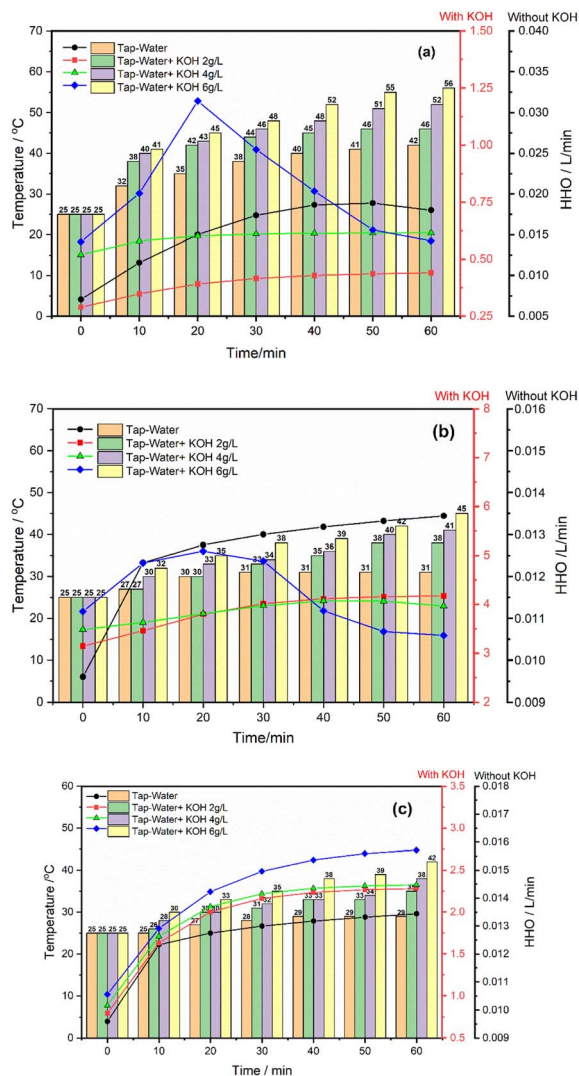 With KOH Without KOH
(a)
Tap-Water
Tap-Water+ KOH 2g/L
Tap-Water+ KOH 4g/L
Tap-Water+ KOH 6g/L
Temperature / °C
70
60
50
40
30
20
10
0
25 25 25 25
32 38 40 41
35 42 43 45
38 44 46 48
40 45 48 52
41 46 51 55
42 46 52 56
0 10 20 30 40 50 60
Time/min
1.50
1.25
1.00
0.75
0.50
0.25
0.040
0.035
0.030
0.025
0.020
0.015
0.010
0.005
HHO / L/min
With KOH Without KOH
(b)
Tap-Water
Tap-Water+ KOH 2g/L
Tap-Water+ KOH 4g/L
Tap-Water+ KOH 6g/L
Temperature / °C
70
60
50
40
30
20
10
0
25 25 25 25
27 27 30 32
30 30 33 35
31 33 34 38
31 35 36 39
31 38 40 42
31 38 41 45
0 10 20 30 40 50 60
Time/min
8
7
6
5
4
3
2
0.016
0.015
0.014
0.013
0.012
0.011
0.010
0.009
HHO / L/min
With KOH Without KOH
(c)
Tap-Water
Tap-Water+ KOH 2g/L
Tap-Water+ KOH 4g/L
Tap-Water+ KOH 6g/L
Temperature /°C
60
50
40
30
20
10
0
25 25 25 25
25 26 28 30
27 30 30 33
28 31 32 35
29 33 33 38
29 33 34 39
29 35 38 42
0 10 20 30 40 50 60
Time / min
3.5
3.0
2.5
2.0
1.5
1.0
0.5
0.018
0.017
0.016
0.015
0.014
0.013
0.012
0.011
0.010
0.009
HHO / L/min